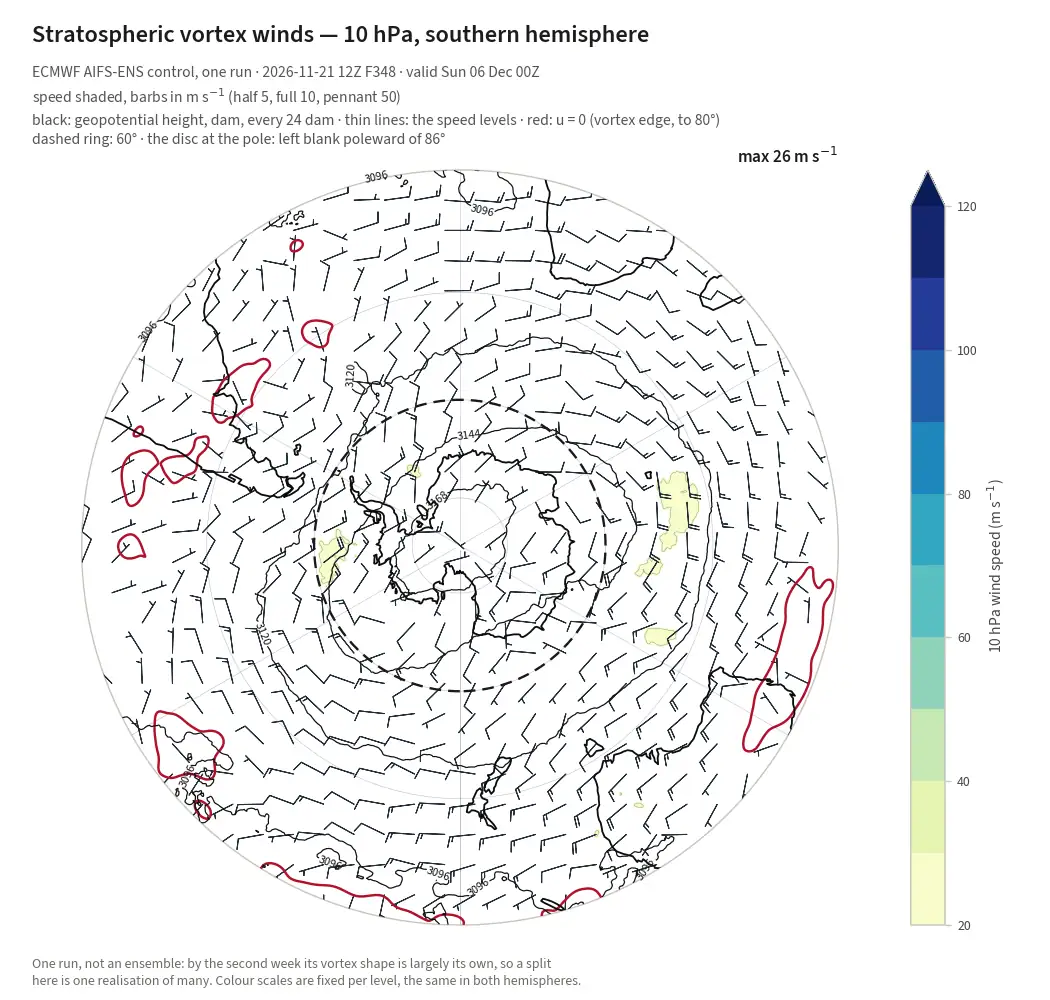 Stratospheric vortex winds — 10 hPa, southern hemisphere
ECMWF AIFS-ENS control, one run · 2026-11-21 12Z F348 · valid Sun 06 Dec 00Z
speed shaded, barbs in m s⁻¹ (half 5, full 10, pennant 50)
black: geopotential height, dam, every 24 dam · thin lines: the speed levels · red: u = 0 (vortex edge, to 80°)
dashed ring: 60° · the disc at the pole: left blank poleward of 86°
max 26 m s⁻¹
3096
3096
3096
3120
3144
3120
3096
3096
3096
3096
120
100
80
60
40
20
10 hPa wind speed (m s⁻¹)
One run, not an ensemble: by the second week its vortex shape is largely its own, so a split
here is one realisation of many. Colour scales are fixed per level, the same in both hemispheres.